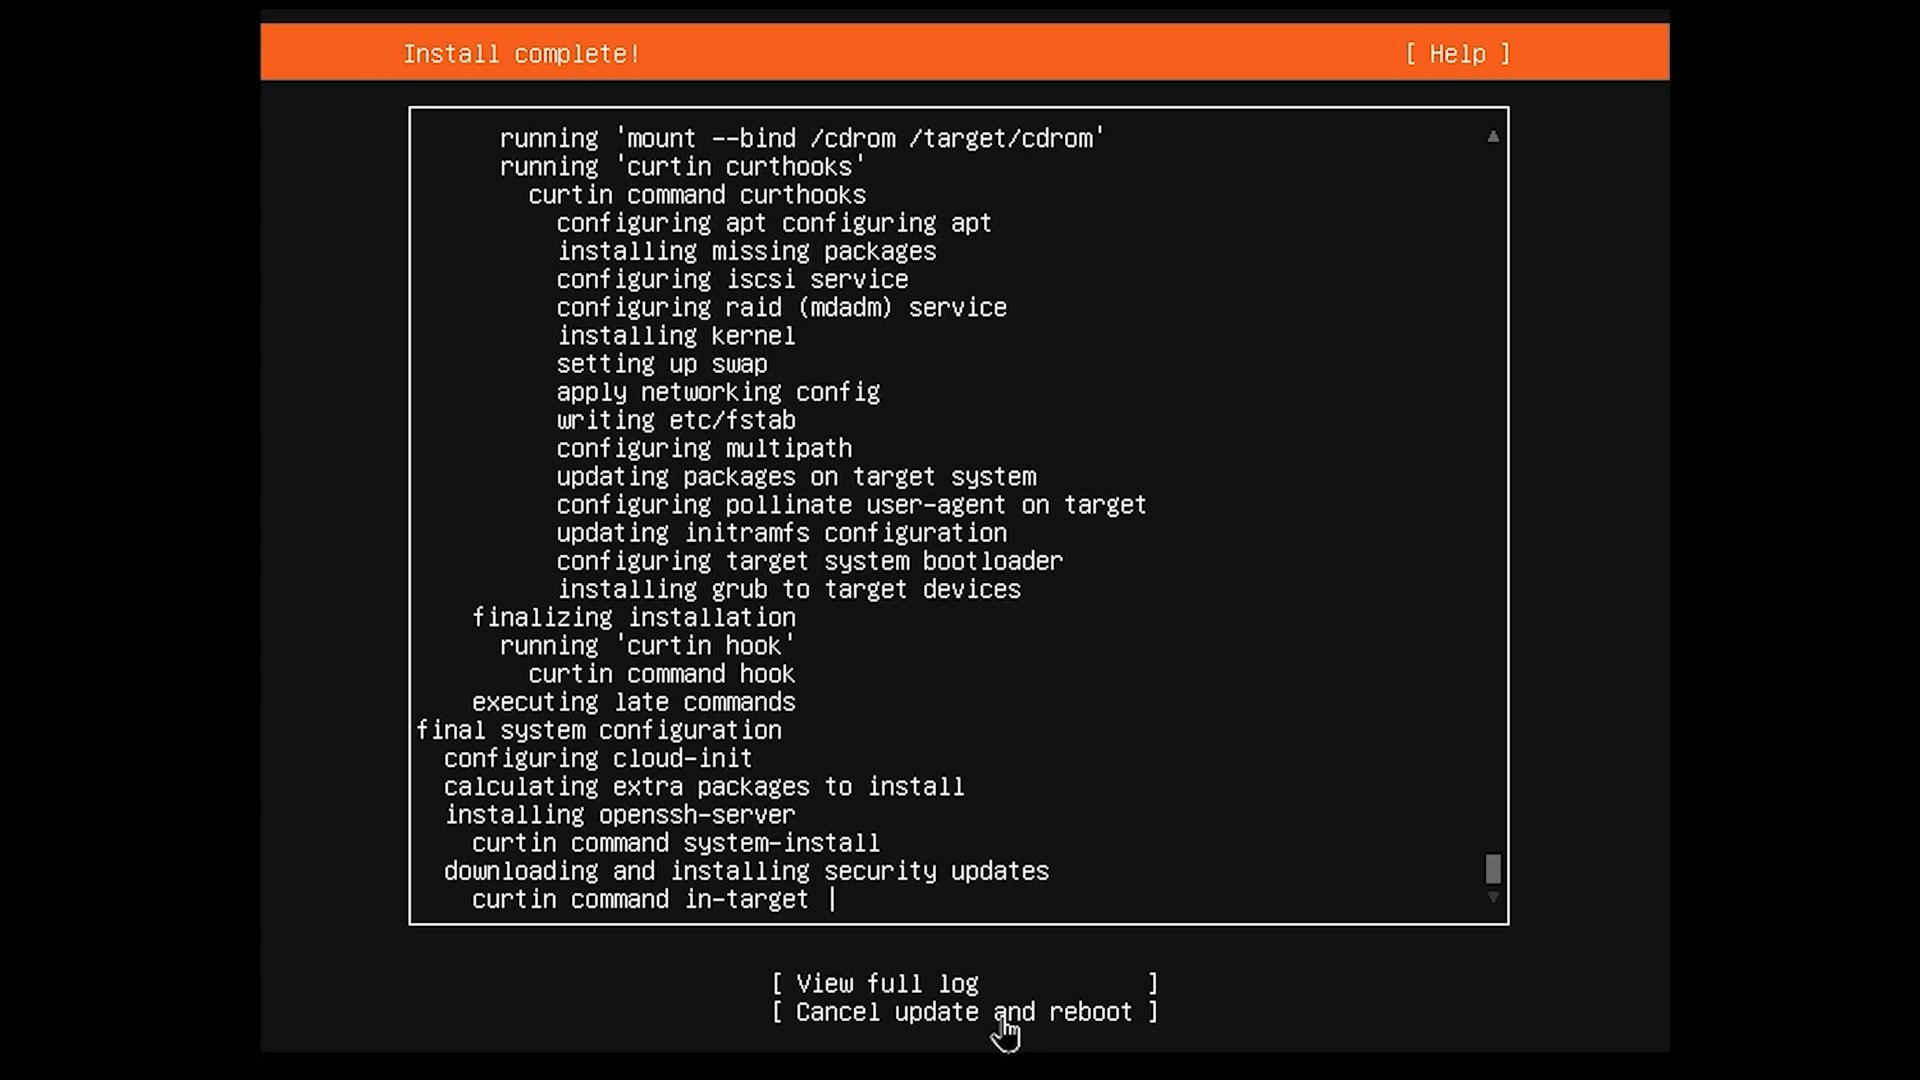 Install complete! [ Help ]
running 'mount --bind /cdrom /target/cdrom'
running 'curtin curthooks'
curtin command curthooks
configuring apt configuring apt
installing missing packages
configuring iscsi service
configuring raid (mdadm) service
installing kernel
setting up swap
apply networking config
writing etc/fstab
configuring multipath
updating packages on target system
configuring pollinate user-agent on target
updating initramfs configuration
configuring target system bootloader
installing grub to target devices
finalizing installation
running 'curtin hook'
curtin command hook
executing late commands
final system configuration
configuring cloud-init
calculating extra packages to install
installing openssh-server
curtin command system-install
downloading and installing security updates
curtin command in-target |
[ View full log ]
[ Cancel update and reboot ]